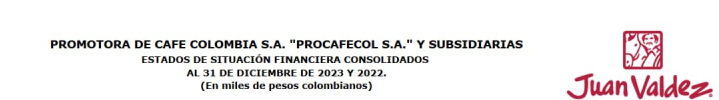 PROMOTORA DE CAFE COLOMBIA S.A. "PROCAFECOL S.A." Y SUBSIDIARIAS
ESTADOS DE SITUACIÓN FINANCIERA CONSOLIDADOS
AL 31 DE DICIEMBRE DE 2023 Y 2022.
(En miles de pesos colombianos)
Juan Valdez